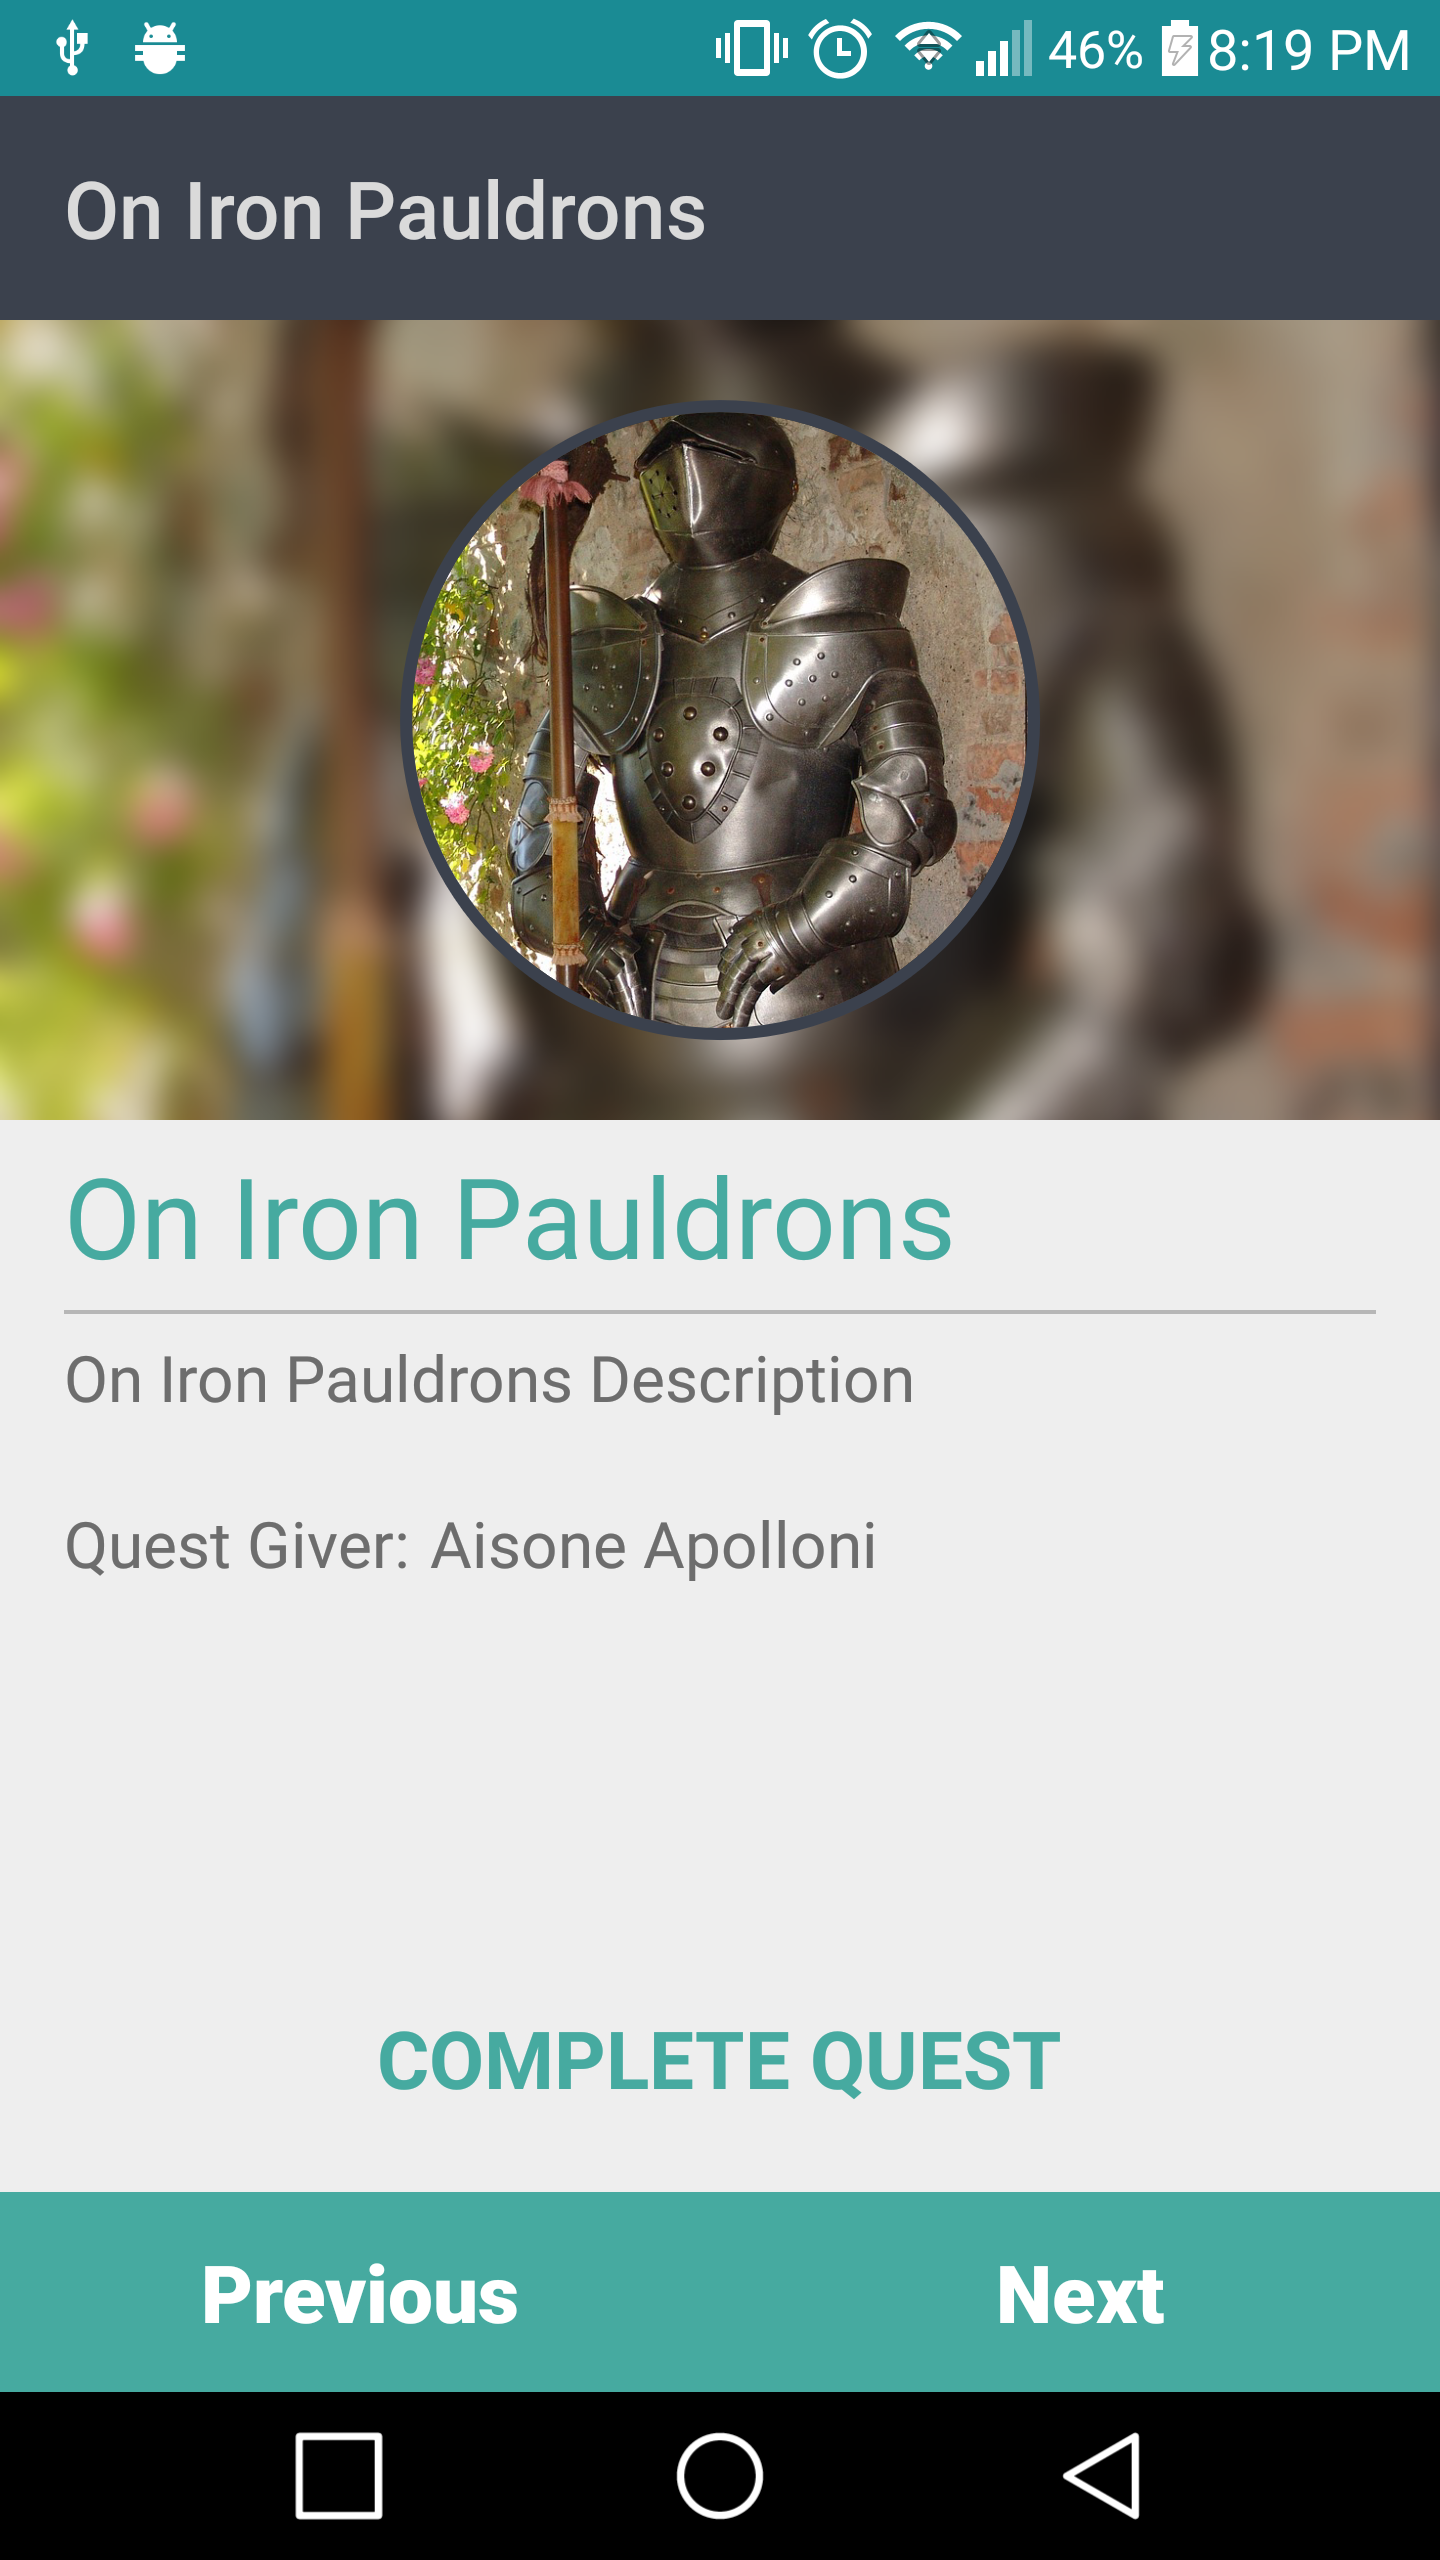 46% 8:19 PM
On Iron Pauldrons
On Iron Pauldrons
On Iron Pauldrons Description
Quest Giver: Aisone Apolloni
COMPLETE QUEST
Previous Next